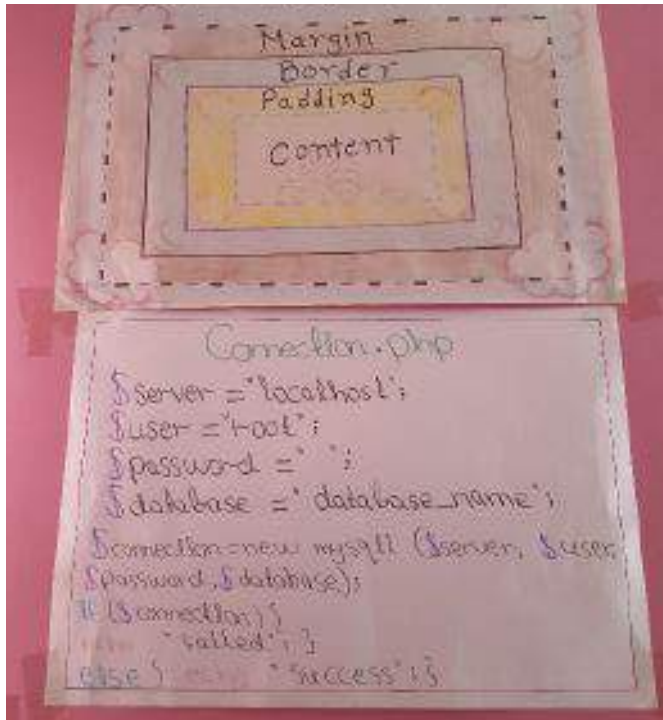 Margin
Border
Padding
Content
Connection.php
$server ="localhost";
$user ="root";
$password =" ";
$database =" database_name";
$connection=new mysqli ($server, $user,
$password,$database);
if ($connection) {
"failed"; }
else { echo "success"; }